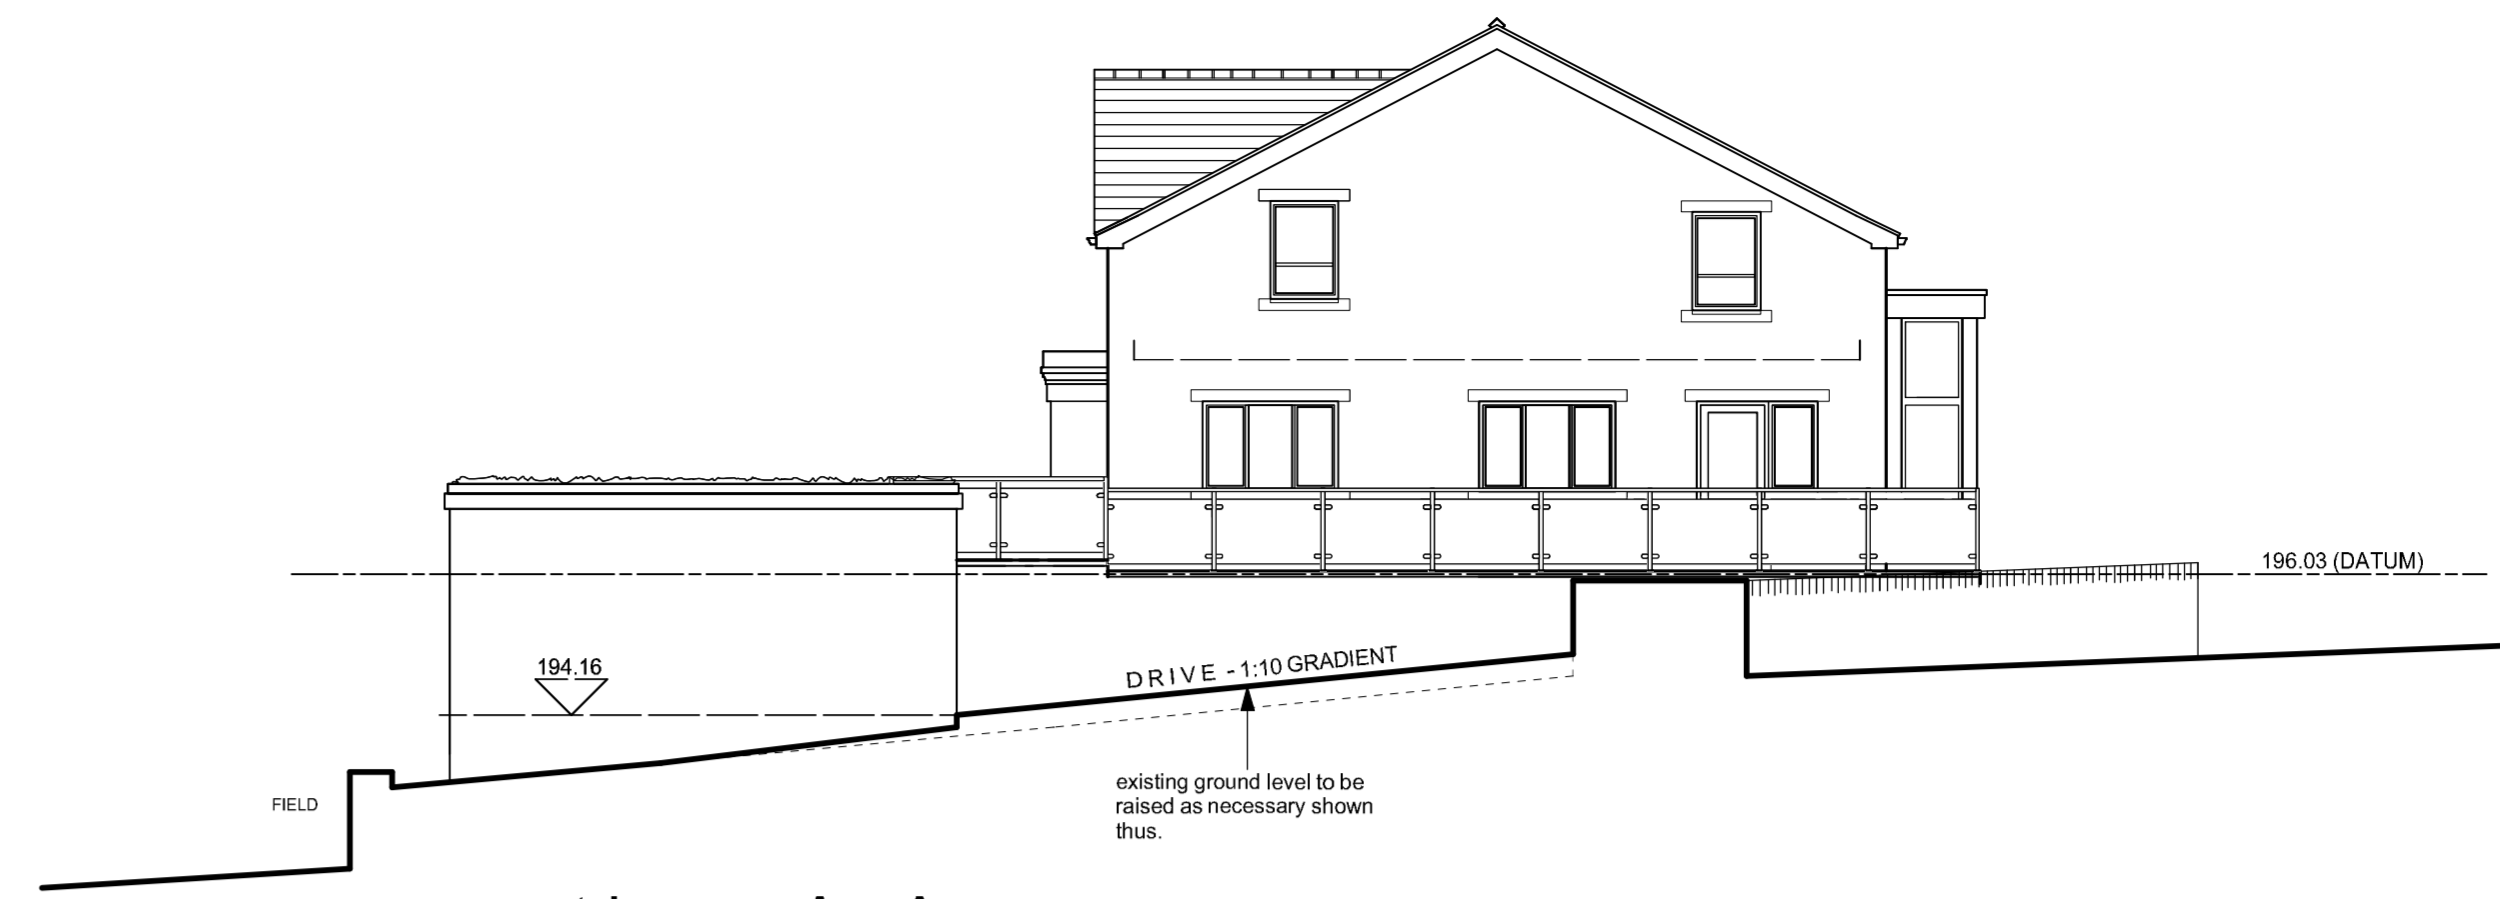 196.03 (DATUM)
194.16
DRIVE - 1:10 GRADIENT
existing ground level to be
raised as necessary shown
thus.
FIELD